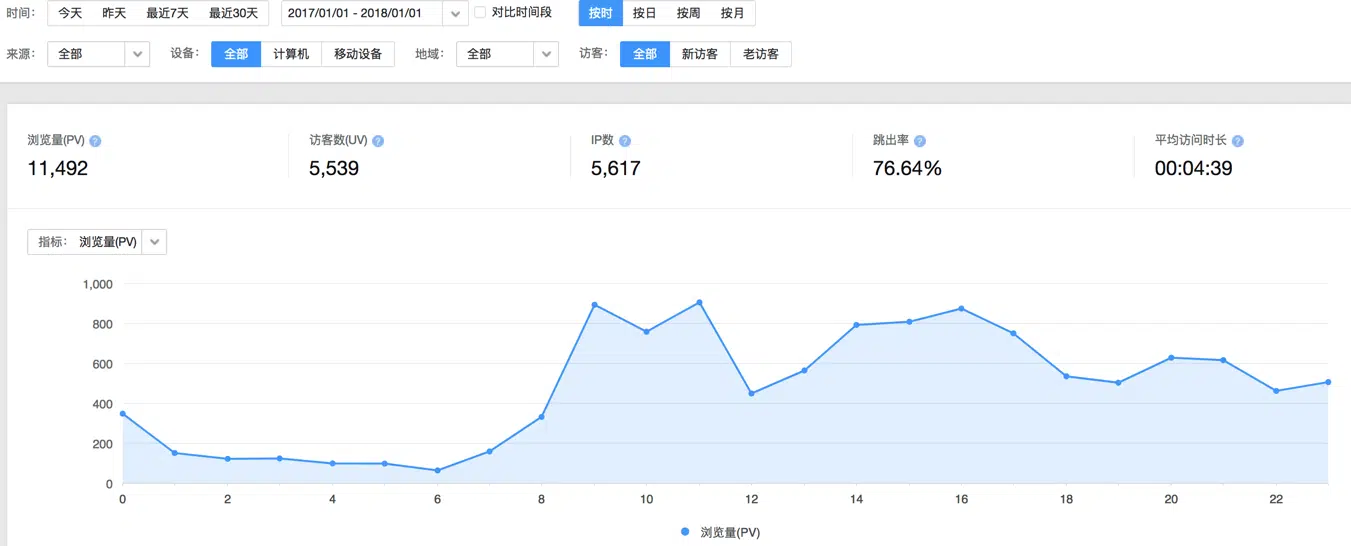 时间： 今天 昨天 最近7天 最近30天 2017/01/01 - 2018/01/01 对比时间段 按时 按日 按周 按月
来源： 全部 设备： 全部 计算机 移动设备 地域： 全部 访客： 全部 新访客 老访客
浏览量(PV) ? 访客数(UV) ? IP数 ? 跳出率 ? 平均访问时长 ?
11,492 5,539 5,617 76.64% 00:04:39
指标： 浏览量(PV)
1,000
800
600
400
200
0
0 2 4 6 8 10 12 14 16 18 20 22
浏览量(PV)